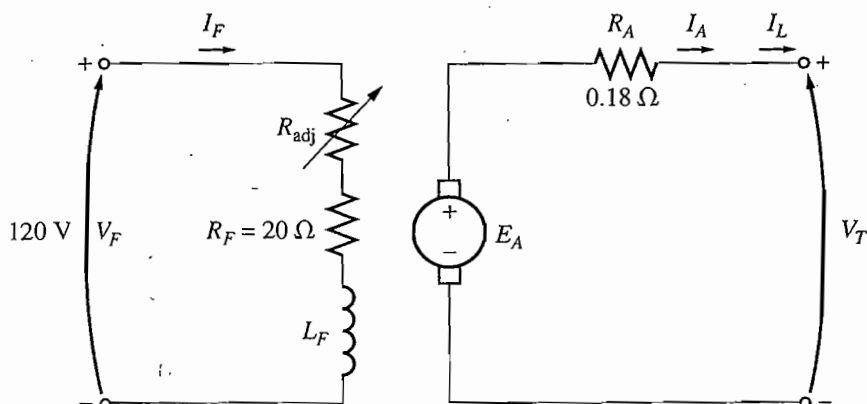 I_F
R_A
I_A
I_L
+
+
0.18 Ω
R_adj
120 V
V_F
R_F = 20 Ω
+
−
E_A
V_T
L_F
−
−